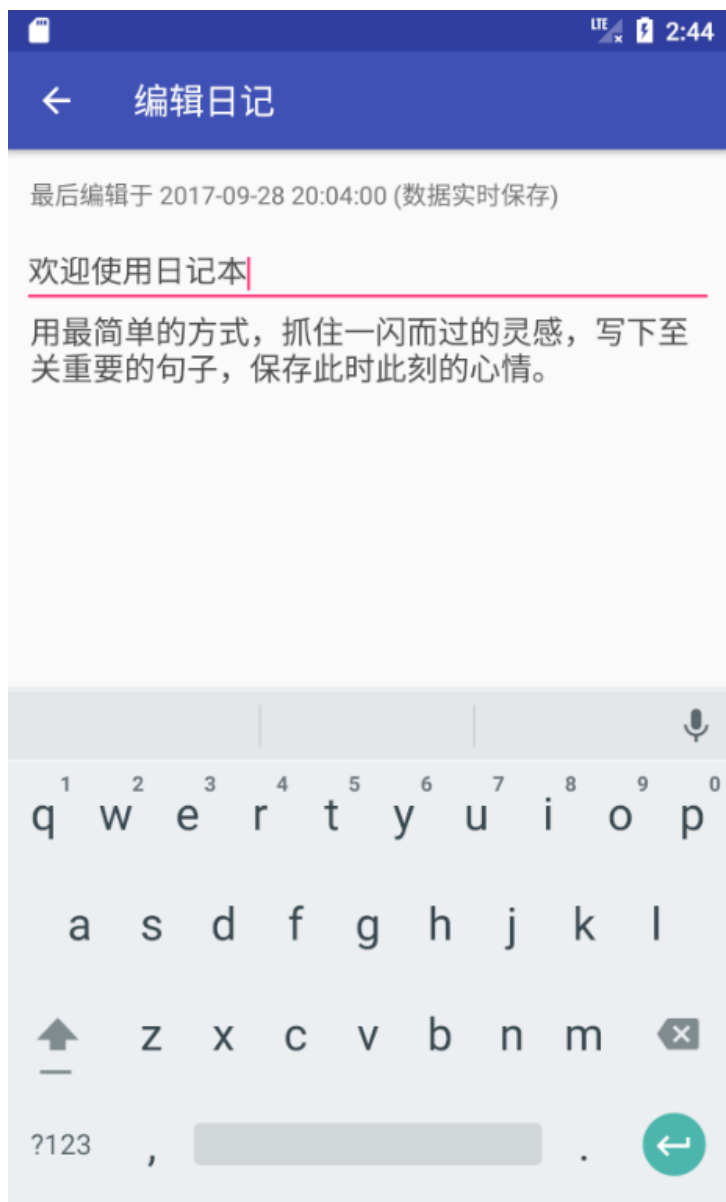 LTE 2:44
编辑日记
最后编辑于 2017-09-28 20:04:00 (数据实时保存)
欢迎使用日记本
用最简单的方式，抓住一闪而过的灵感，写下至
关重要的句子，保存此时此刻的心情。
1 2 3 4 5 6 7 8 9 0
q w e r t y u i o p
a s d f g h j k l
z x c v b n m
?123 , .